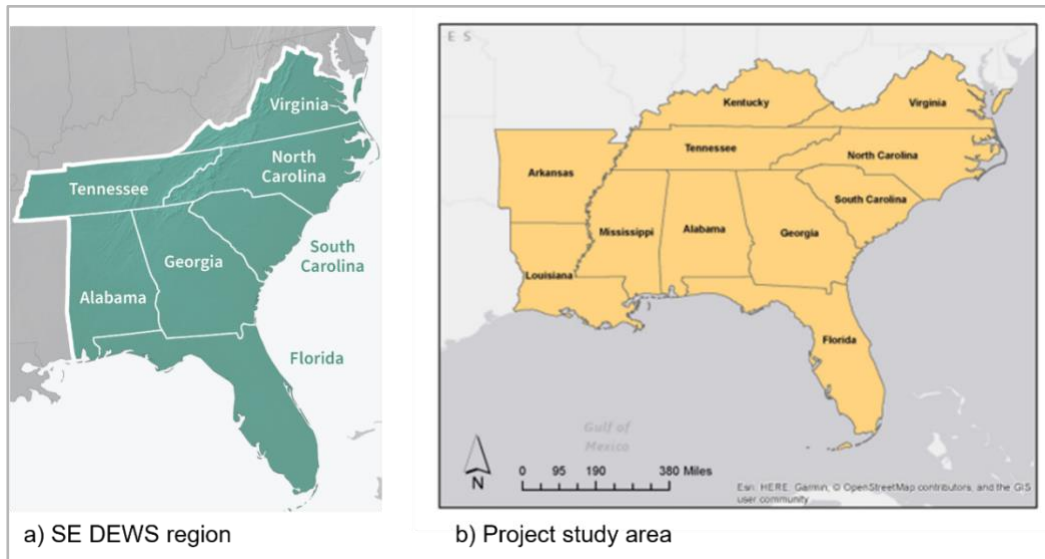 Virginia
North
Carolina
Tennessee
South
Carolina
Georgia
Alabama
Florida
a) SE DEWS region
E S
Kentucky
Virginia
Tennessee
North Carolina
Arkansas
South Carolina
Mississippi
Alabama
Georgia
Louisiana
Florida
Gulf of
Mexico
N
0 95 190 380 Miles
Esri, HERE, Garmin, © OpenStreetMap contributors, and the GIS
user community
b) Project study area